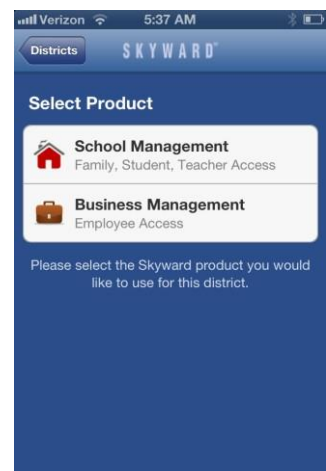 Verizon 5:37 AM
Districts SKYWARD
Select Product
School Management
Family, Student, Teacher Access
Business Management
Employee Access
Please select the Skyward product you would
like to use for this district.